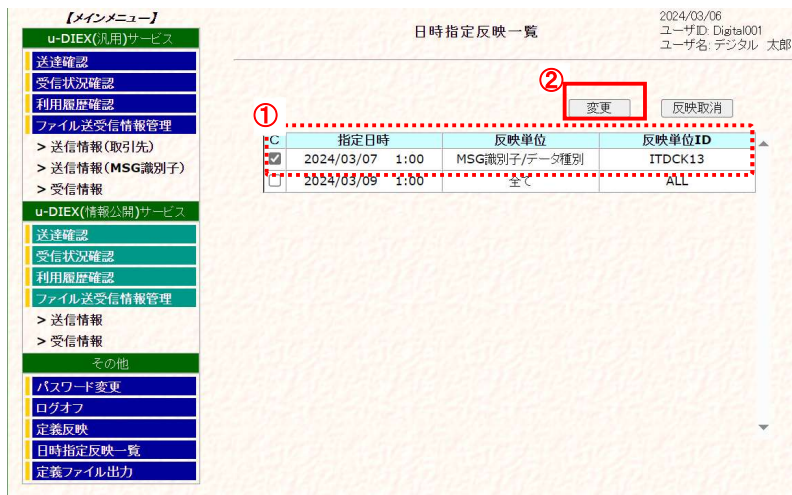 【メインメニュー】
u-DIEX(汎用)サービス
送達確認
受信状況確認
利用履歴確認
ファイル送受信情報管理
> 送信情報(取引先)
> 送信情報(MSG識別子)
> 受信情報
u-DIEX(情報公開)サービス
送達確認
受信状況確認
利用履歴確認
ファイル送受信情報管理
> 送信情報
> 受信情報
その他
パスワード変更
ログオフ
定義反映
日時指定反映一覧
定義ファイル出力
日時指定反映一覧
2024/03/06
ユーザID: Digital001
ユーザ名: デジタル 太郎
②
変更 反映取消
①
C 指定日時 反映単位 反映単位ID
2024/03/07 1:00 MSG識別子/データ種別 ITDCK13
2024/03/09 1:00 全て ALL